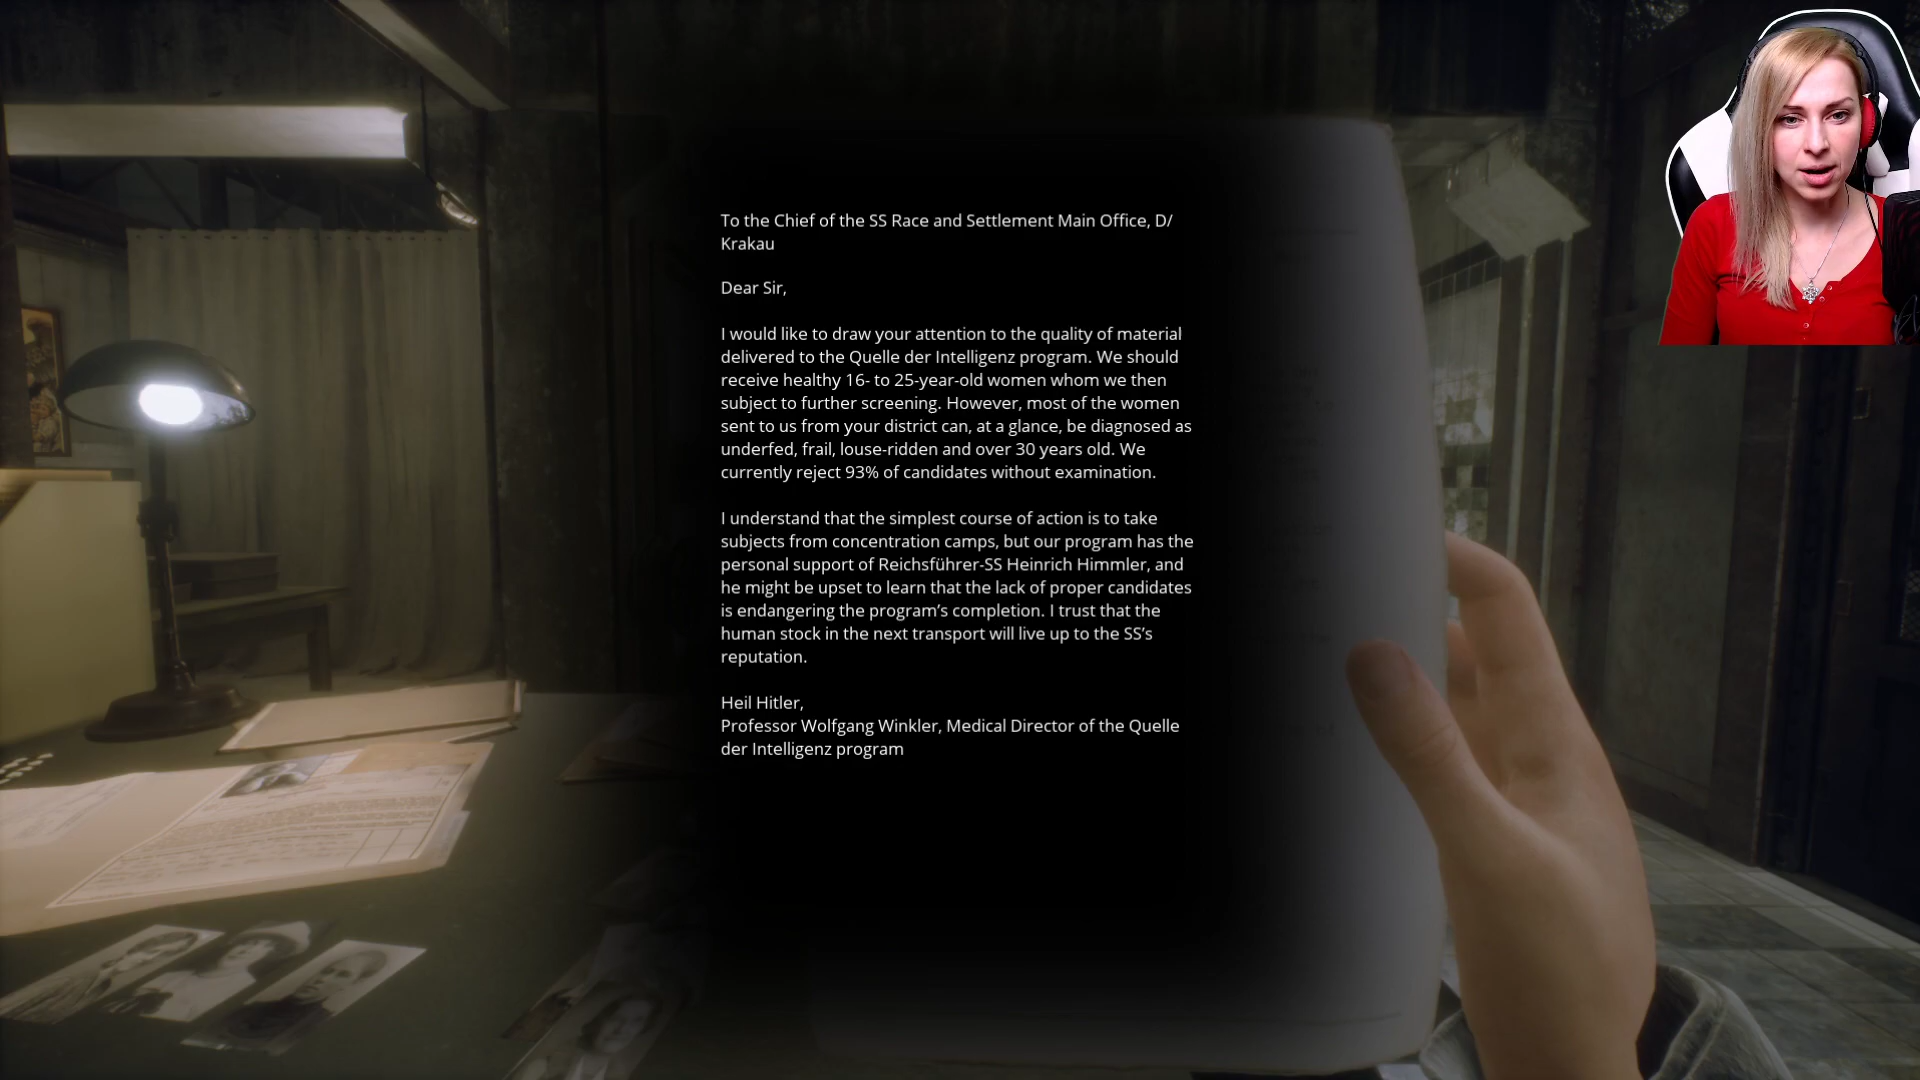 To the Chief of the SS Race and Settlement Main Office, D/
Krakau
Dear Sir,
I would like to draw your attention to the quality of material
delivered to the Quelle der Intelligenz program. We should
receive healthy 16- to 25-year-old women whom we then
subject to further screening. However, most of the women
sent to us from your district can, at a glance, be diagnosed as
underfed, frail, louse-ridden and over 30 years old. We
currently reject 93% of candidates without examination.
I understand that the simplest course of action is to take
subjects from concentration camps, but our program has the
personal support of Reichsführer-SS Heinrich Himmler, and
he might be upset to learn that the lack of proper candidates
is endangering the program’s completion. I trust that the
human stock in the next transport will live up to the SS’s
reputation.
Heil Hitler,
Professor Wolfgang Winkler, Medical Director of the Quelle
der Intelligenz program